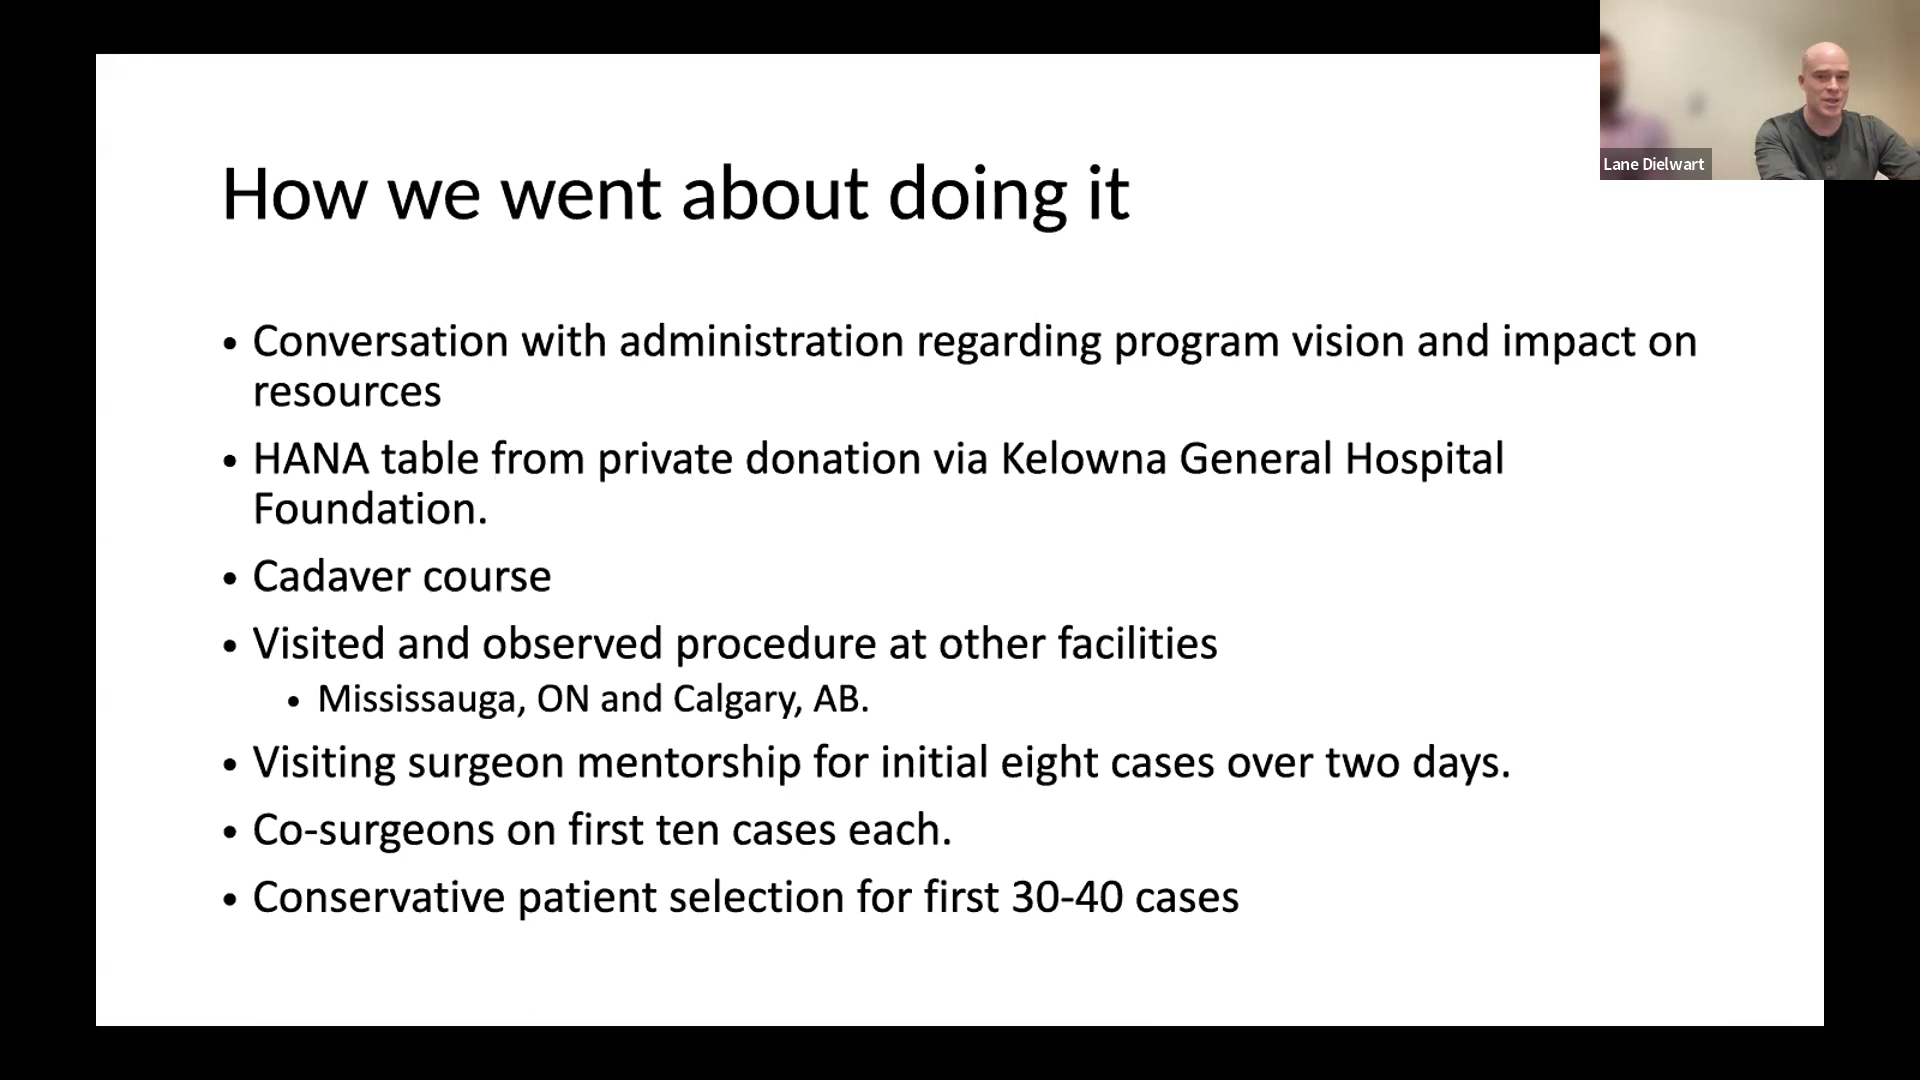 Lane Dielwart
How we went about doing it
• Conversation with administration regarding program vision and impact on
resources
• HANA table from private donation via Kelowna General Hospital
Foundation.
• Cadaver course
• Visited and observed procedure at other facilities
• Mississauga, ON and Calgary, AB.
• Visiting surgeon mentorship for initial eight cases over two days.
• Co-surgeons on first ten cases each.
• Conservative patient selection for first 30-40 cases